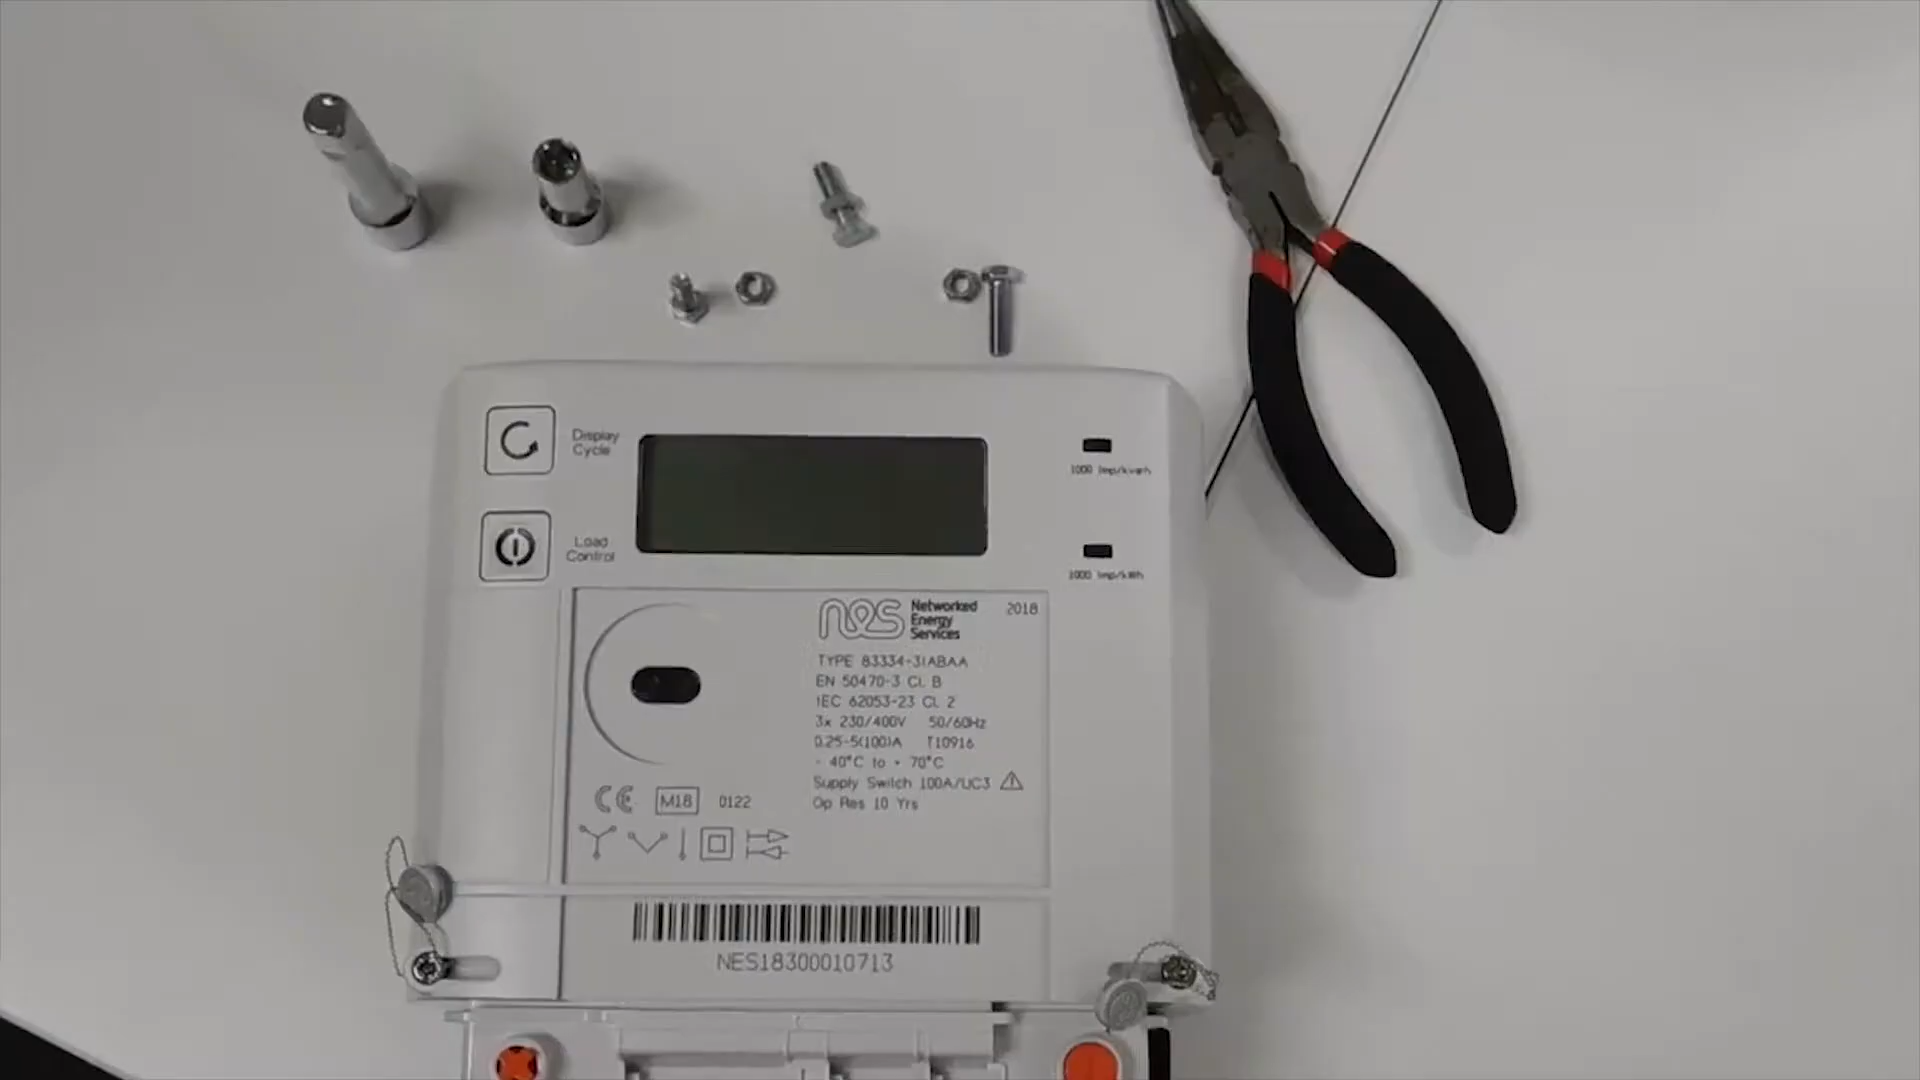 Display
Cycle
1000 Imp/kvarh
Load
Control
1000 Imp/kWh
nes Networked
Energy
Services
2018
TYPE 83334-3IABAA
EN 50470-3 Cl. B
IEC 62053-23 Cl. 2
3x 230/400V 50/60Hz
0.25-5(100)A T10916
- 40°C to + 70°C
Supply Switch 100A/UC3
Op Res 10 Yrs
CE M18 0122
NES18300010713